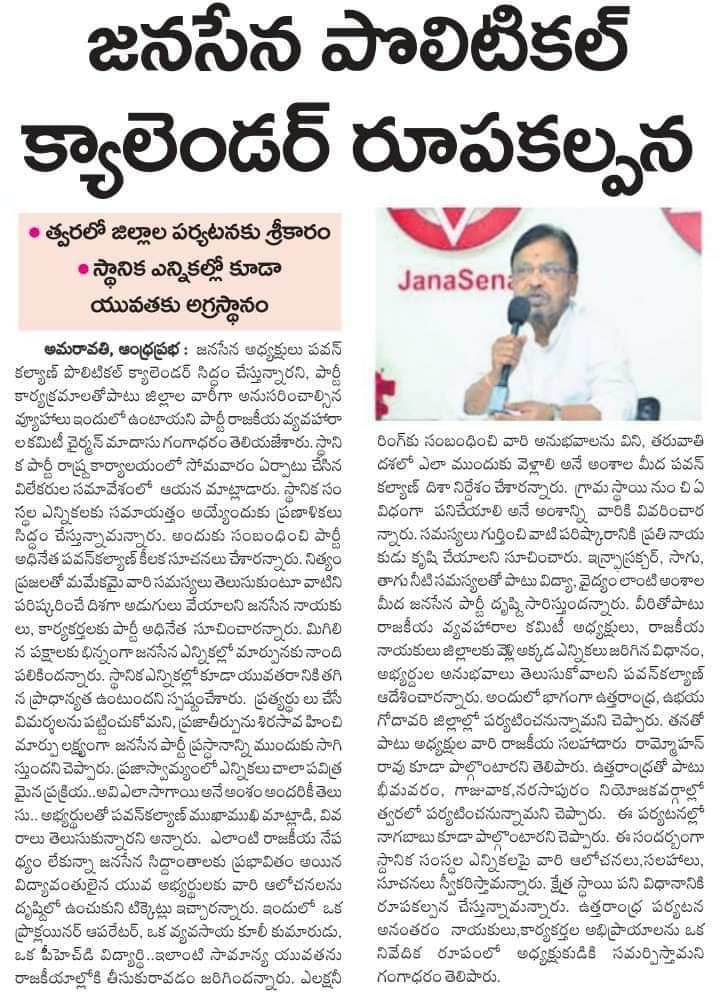 జనసేన పొలిటికల్
క్యాలెండర్ రూపకల్పన
• త్వరలో జిల్లాల పర్యటనకు శ్రీకారం
• స్థానిక ఎన్నికల్లో కూడా
యువతకు అగ్రస్థానం
అమరావతి, ఆంధ్రప్రభ : జనసేన అధ్యక్షులు పవన్
కల్యాణ్ పొలిటికల్ క్యాలెండర్ సిద్ధం చేస్తున్నారని, పార్టీ
కార్యక్రమాలతోపాటు జిల్లాల వారీగా అనుసరించాల్సిన
వ్యూహాలు ఇందులో ఉంటాయని పార్టీ రాజకీయ వ్యవహారా
ల కమిటీ చైర్మన్ మాదాసు గంగాధరం తెలియజేశారు. స్థాని
క పార్టీ రాష్ట్ర కార్యాలయంలో సోమవారం ఏర్పాటు చేసిన
విలేకరుల సమావేశంలో ఆయన మాట్లాడారు. స్థానిక సం
స్థల ఎన్నికలకు సమాయత్తం అయ్యేందుకు ప్రణాళికలు
సిద్ధం చేస్తున్నామన్నారు. అందుకు సంబంధించి పార్టీ
అధినేత పవన్‌కల్యాణ్ కీలక సూచనలు చేశారన్నారు. నిత్యం
ప్రజలతో మమేకమై వారి సమస్యలు తెలుసుకుంటూ వాటిని
పరిష్కరించే దిశగా అడుగులు వేయాలని జనసేన నాయకు
లు, కార్యకర్తలకు పార్టీ అధినేత సూచించారన్నారు. మిగిలి
న పక్షాలకు భిన్నంగా జనసేన ఎన్నికల్లో మార్పునకు నాంది
పలికిందన్నారు. స్థానిక ఎన్నికల్లో కూడా యువతరానికి తగి
న ప్రాధాన్యత ఉంటుందని స్పష్టంచేశారు. ప్రత్యర్థు లు చేసే
విమర్శలను పట్టించుకోమని, ప్రజాతీర్పును శిరసావ హించి
మార్పు లక్ష్యంగా జనసేన పార్టీ ప్రస్థానాన్ని ముందుకు సాగి
స్తుందని చెప్పారు. ప్రజాస్వామ్యంలో ఎన్నికలు చాలా పవిత్ర
మైన ప్రక్రియ..అవి ఎలా సాగాయి అనే అంశం అందరికీ తెలు
సు.. అభ్యర్థులతో పవన్‌కల్యాణ్ ముఖాముఖి మాట్లాడి, వివ
రాలు తెలుసుకున్నారని అన్నారు. ఎలాంటి రాజకీయ నేప
థ్యం లేకున్నా జనసేన సిద్ధాంతాలకు ప్రభావితం అయిన
విద్యావంతులైన యువ అభ్యర్థులకు వారి ఆలోచనలను
దృష్టిలో ఉంచుకుని టిక్కెట్లు ఇచ్చారన్నారు. ఇందులో ఒక
ప్రొక్లెయినర్ ఆపరేటర్, ఒక వ్యవసాయ కూలీ కుమారుడు,
ఒక పీహెచ్‌డి విద్యార్థి..ఇలాంటి సామాన్య యువతను
రాజకీయాల్లోకి తీసుకురావడం జరిగిందన్నారు. ఎలక్షనీ
JanaSena
రింగ్‌కు సంబంధించి వారి అనుభవాలను విని, తరువాతి
దశలో ఎలా ముందుకు వెళ్లాలి అనే అంశాల మీద పవన్
కల్యాణ్ దిశా నిర్దేశం చేశారన్నారు. గ్రామ స్థాయి నుం చి ఏ
విధంగా పనిచేయాలి అనే అంశాన్ని వారికి వివరించార
న్నారు. సమస్యలు గుర్తించి వాటి పరిష్కారానికి ప్రతి నాయ
కుడు కృషి చేయాలని సూచించారు. ఇన్ఫ్రాస్ట్రక్చర్, సాగు,
తాగు నీటి సమస్యలతో పాటు విద్యా, వైద్యం లాంటి అంశాల
మీద జనసేన పార్టీ దృష్టి సారిస్తుందన్నారు. వీరితోపాటు
రాజకీయ వ్యవహారాల కమిటీ అధ్యక్షులు, రాజకీయ
నాయకులు జిల్లాలకు వెళ్లి అక్కడ ఎన్నికలు జరిగిన విధానం,
అభ్యర్థుల అనుభవాలు తెలుసుకోవాలని పవన్‌కల్యాణ్
ఆదేశించారన్నారు. అందులో భాగంగా ఉత్తరాంధ్ర, ఉభయ
గోదావరి జిల్లాల్లో పర్యటించనున్నామని చెప్పారు. తనతో
పాటు అధ్యక్షుల వారి రాజకీయ సలహాదారు రామ్మోహన్
రావు కూడా పాల్గొంటారని తెలిపారు. ఉత్తరాంధ్రతో పాటు
భీమవరం, గాజువాక,నరసాపురం నియోజకవర్గాల్లో
త్వరలో పర్యటించనున్నామని చెప్పారు. ఈ పర్యటనల్లో
నాగబాబు కూడా పాల్గొంటారని చెప్పారు. ఈ సందర్భంగా
స్థానిక సంస్థల ఎన్నికలపై వారి ఆలోచనలు,సలహాలు,
సూచనలు స్వీకరిస్తామన్నారు. క్షేత్ర స్థాయి పని విధానానికి
రూపకల్పన చేస్తున్నామన్నారు. ఉత్తరాంధ్ర పర్యటన
అనంతరం నాయకులు,కార్యకర్తల అభిప్రాయాలను ఒక
నివేదిక రూపంలో అధ్యక్షుకుడికి సమర్పిస్తామని
గంగాధరం తెలిపారు.